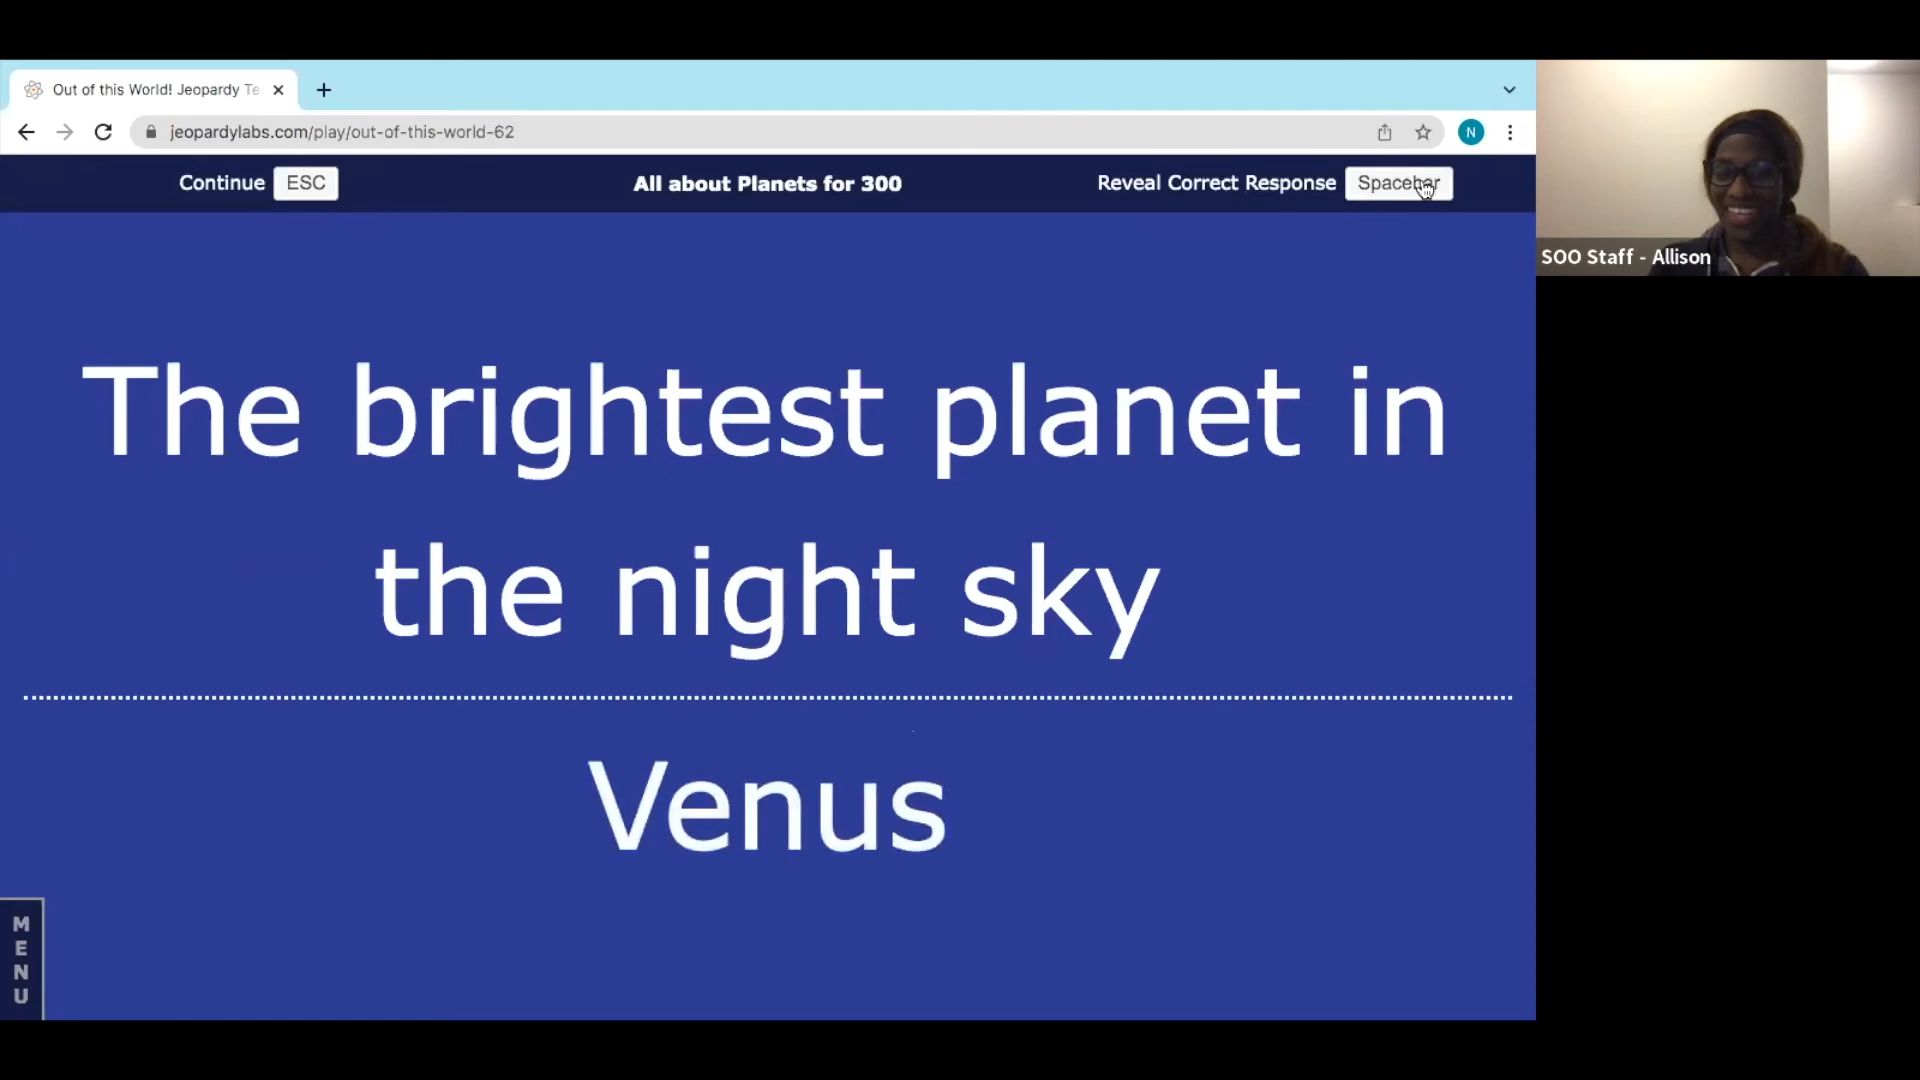 Out of this World! Jeopardy Te
jeopardylabs.com/play/out-of-this-world-62
N
Continue ESC
All about Planets for 300
Reveal Correct Response Spacebar
SOO Staff - Allison
The brightest planet in
the night sky
Venus
MENU